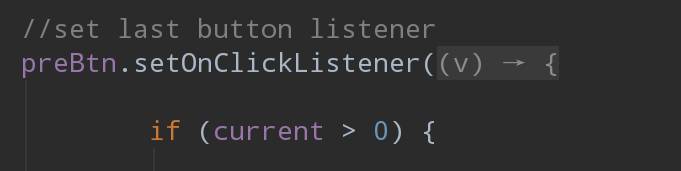 //set last button listener
preBtn.setOnClickListener((v) → {
if (current > 0) {